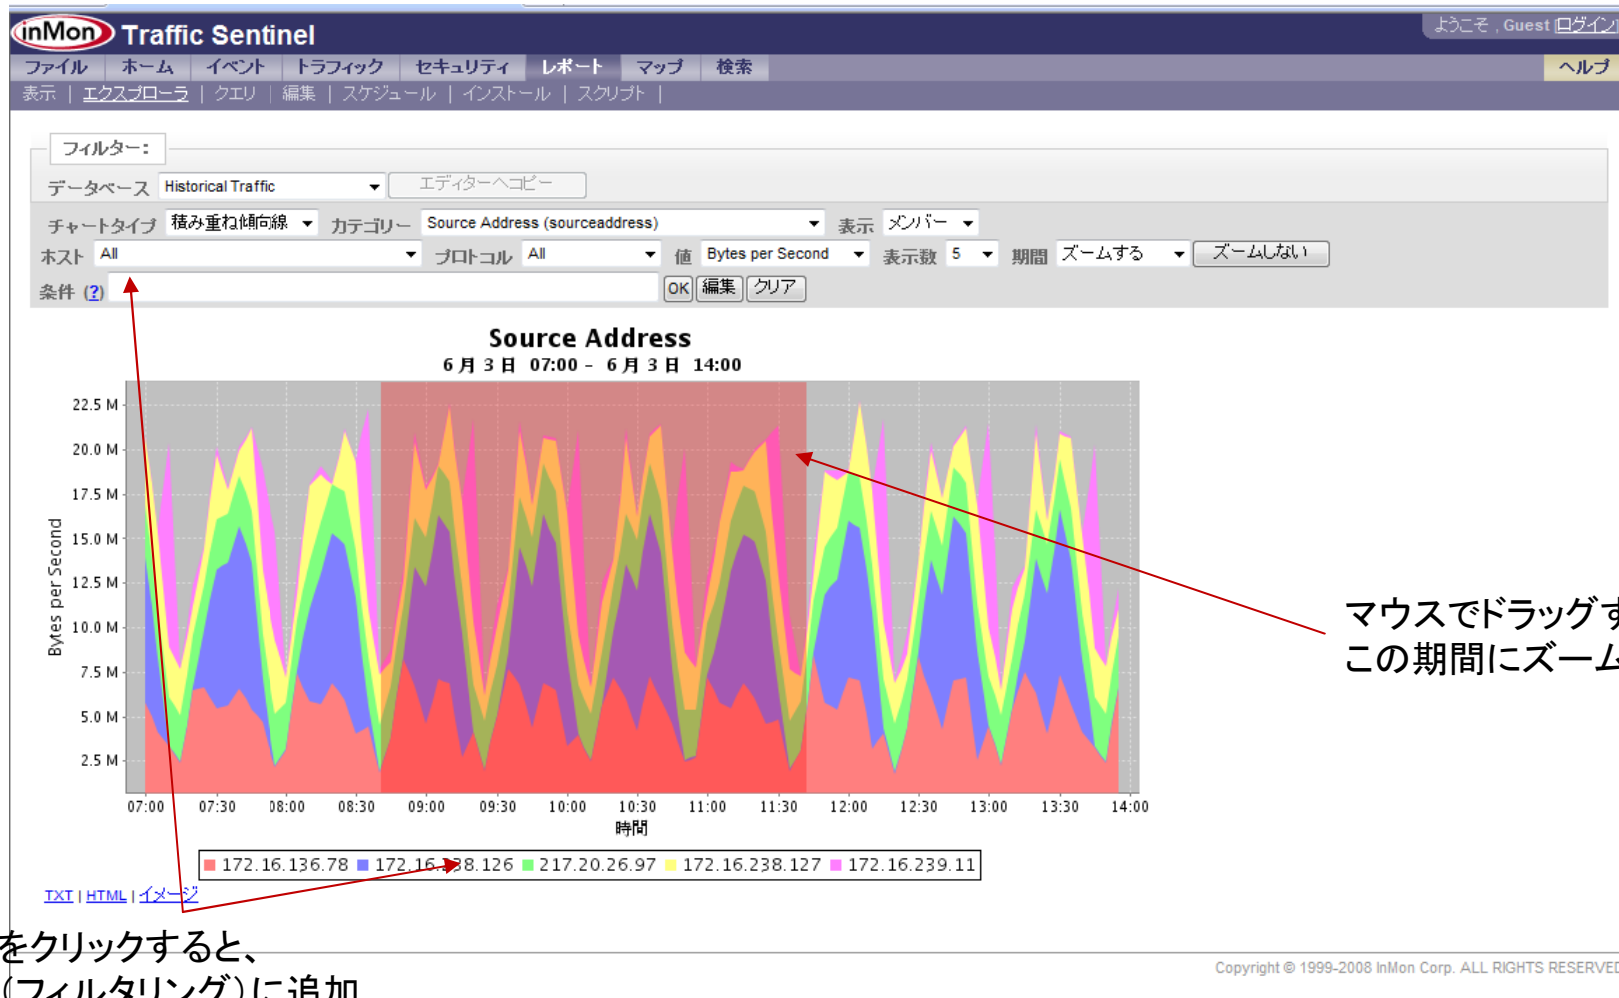 inMon Traffic Sentinel
ようこそ , Guest [ログイン]
ファイル ホーム イベント トラフィック セキュリティ レポート マップ 検索 ヘルプ
表示 | エクスプローラ | クエリ | 編集 | スケジュール | インストール | スクリプト |
フィルター:
データベース Historical Traffic エディターへコピー
チャートタイプ 積み重ね傾向線 カテゴリー Source Address (sourceaddress) 表示 メンバー
ホスト All プロトコル All 値 Bytes per Second 表示数 5 期間 ズームする ズームしない
条件 (?) OK 編集 クリア
Source Address
6月3日 07:00 - 6月3日 14:00
22.5 M
20.0 M
17.5 M
15.0 M
12.5 M
10.0 M
7.5 M
5.0 M
2.5 M
Bytes per Second
07:00 07:30 08:00 08:30 09:00 09:30 10:00 10:30 11:00 11:30 12:00 12:30 13:00 13:30 14:00
時間
172.16.136.78 172.16.238.126 217.20.26.97 172.16.238.127 172.16.239.11
マウスでドラッグす
この期間にズーム
TXT | HTML | イメージ
をクリックすると、
(フィルタリング)に追加
Copyright © 1999-2008 InMon Corp. ALL RIGHTS RESERVED